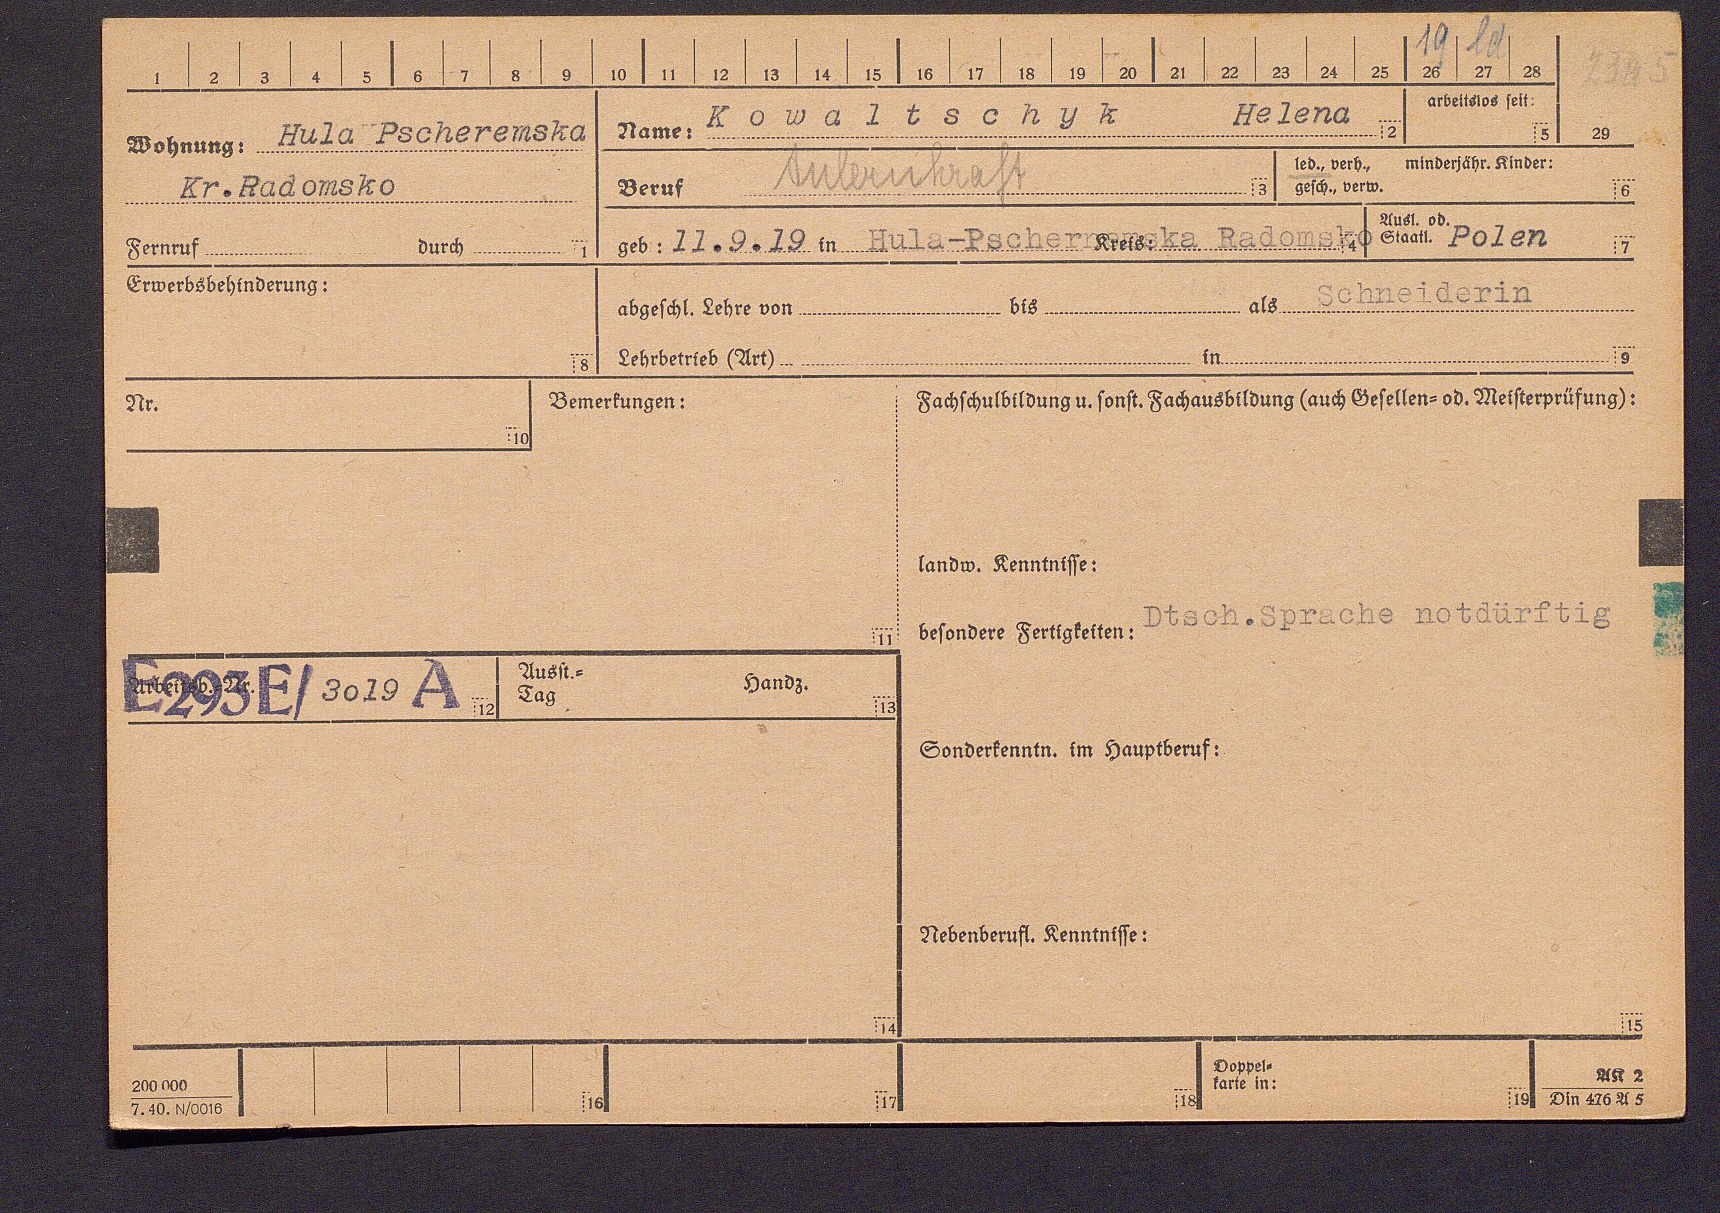 19 ld
1 2 3 4 5 6 7 8 9 10 11 12 13 14 15 16 17 18 19 20 21 22 23 24 25 26 27 28
Wohnung: Hula Pscheremska
Kr.Radomsko
Fernruf durch 1
Name: Kowaltschyk Helena 2
arbeitslos seit: 5
29
Beruf 3
led., verh., gesch., verw.
minderjähr. Kinder: 6
geb: 11.9.19 in Hula-Pschermenska Kreis: Radomsko 4
Ausl. od. Staatl. Polen 7
Erwerbsbehinderung:
8
abgeschl. Lehre von bis als Schneiderin
Lehrbetrieb (Art) in 9
Nr.
10
Bemerkungen:
11
Fachschulbildung u. sonst. Fachausbildung (auch Gesellen- od. Meisterprüfung):
landw. Kenntnisse:
besondere Fertigkeiten: Dtsch.Sprache notdürftig
Arbeitsb.-Nr. E293E/ 3019 A 12
Ausst.-
Tag Handz. 13
Sonderkenntn. im Hauptberuf:
Nebenberufl. Kenntnisse:
14
15
200 000
7. 40. N/0016
16
17
18
Doppel-
karte in:
19
AK 2
Din 476 A 5